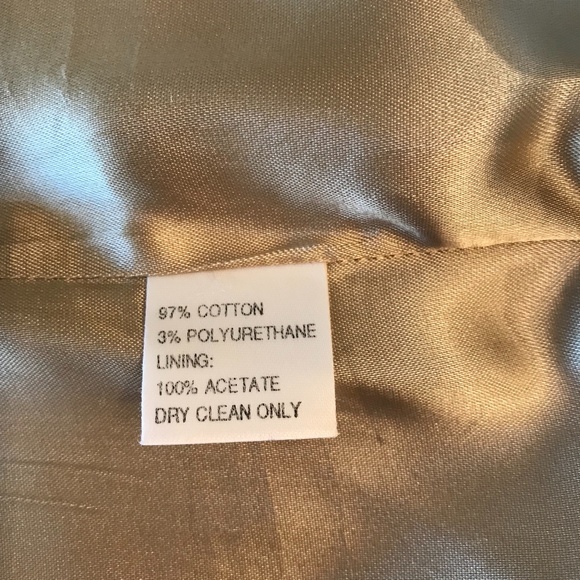 97% COTTON
3% POLYURETHANE
LINING:
100% ACETATE
DRY CLEAN ONLY